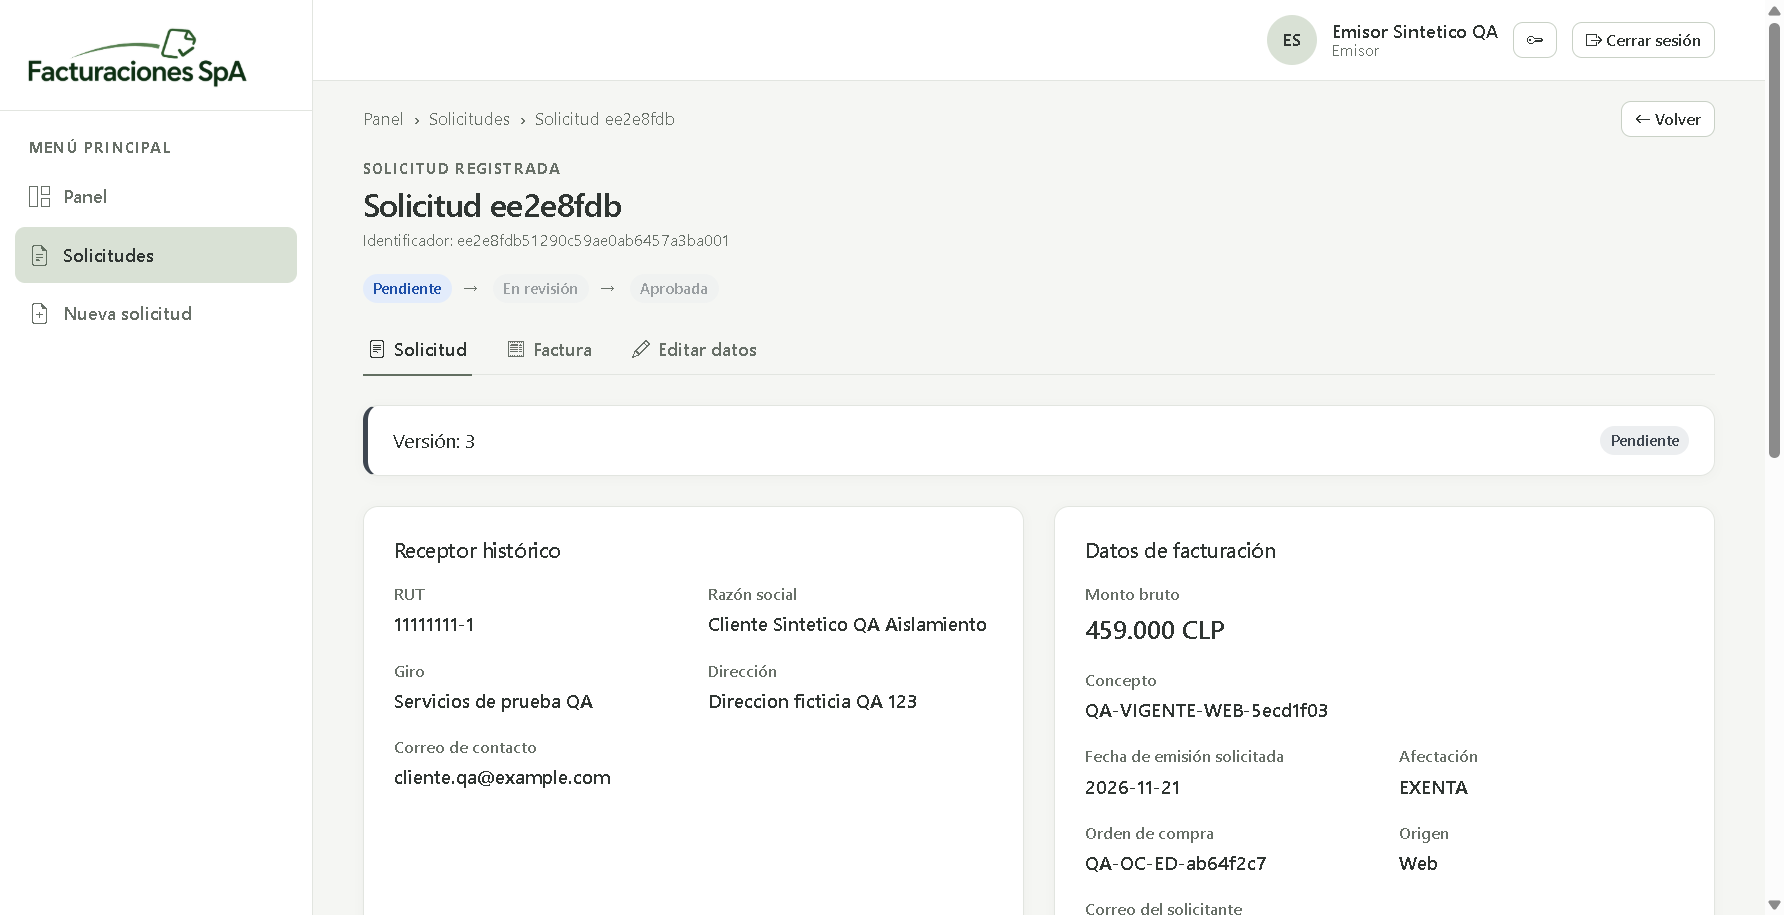 Facturaciones SpA
MENÚ PRINCIPAL
Panel
Solicitudes
Nueva solicitud
ES
Emisor Sintetico QA
Emisor
Cerrar sesión
Panel › Solicitudes › Solicitud ee2e8fdb
← Volver
SOLICITUD REGISTRADA
Solicitud ee2e8fdb
Identificador: ee2e8fdb51290c59ae0ab6457a3ba001
Pendiente → En revisión → Aprobada
Solicitud
Factura
Editar datos
Versión: 3
Pendiente
Receptor histórico
RUT
11111111-1
Razón social
Cliente Sintetico QA Aislamiento
Giro
Servicios de prueba QA
Dirección
Direccion ficticia QA 123
Correo de contacto
cliente.qa@example.com
Datos de facturación
Monto bruto
459.000 CLP
Concepto
QA-VIGENTE-WEB-5ecd1f03
Fecha de emisión solicitada
2026-11-21
Afectación
EXENTA
Orden de compra
QA-OC-ED-ab64f2c7
Origen
Web
Correo del solicitante